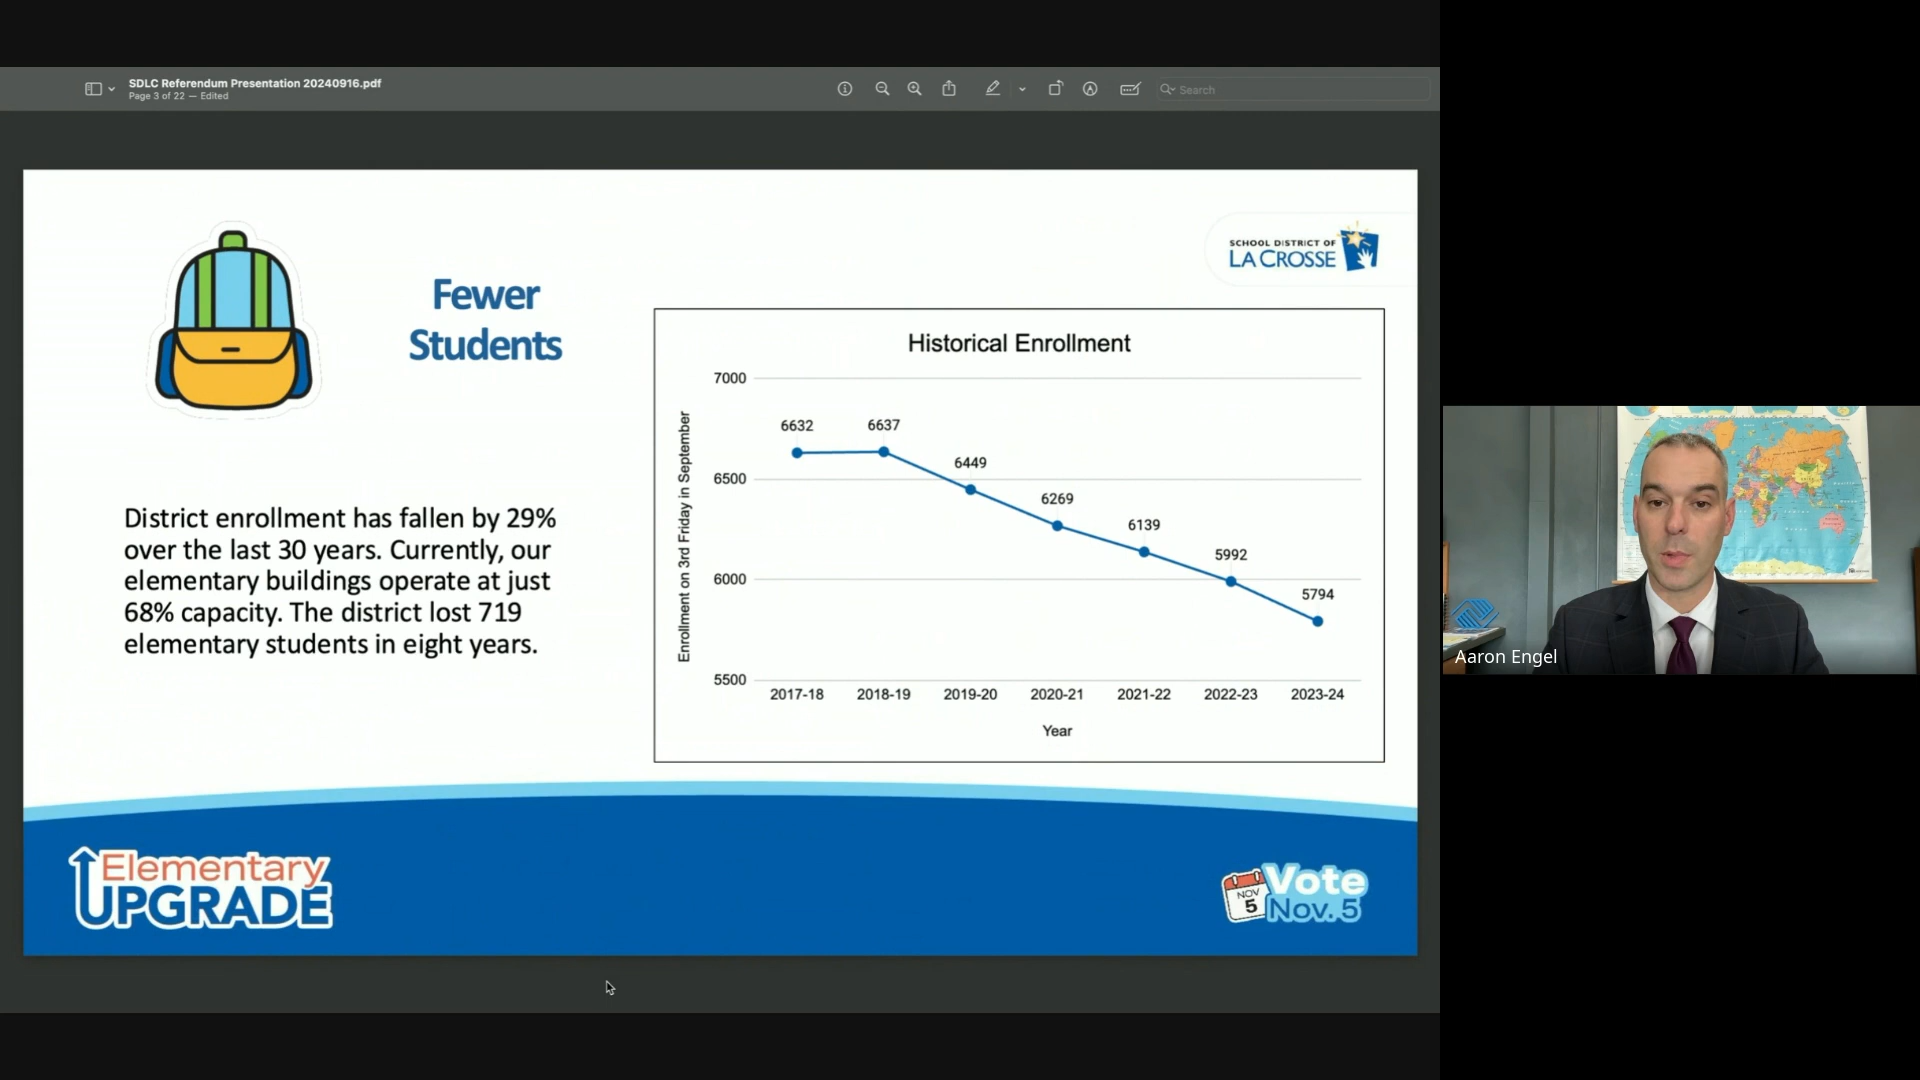 SDLC Referendum Presentation 20240916.pdf
Page 3 of 22 — Edited
Search
SCHOOL DISTRICT OF
LA CROSSE
Fewer
Students
District enrollment has fallen by 29%
over the last 30 years. Currently, our
elementary buildings operate at just
68% capacity. The district lost 719
elementary students in eight years.
Historical Enrollment
Enrollment on 3rd Friday in September
7000
6500
6000
5500
6632
6637
6449
6269
6139
5992
5794
2017-18 2018-19 2019-20 2020-21 2021-22 2022-23 2023-24
Year
Elementary
UPGRADE
NOV
5
Vote
Nov. 5
Aaron Engel